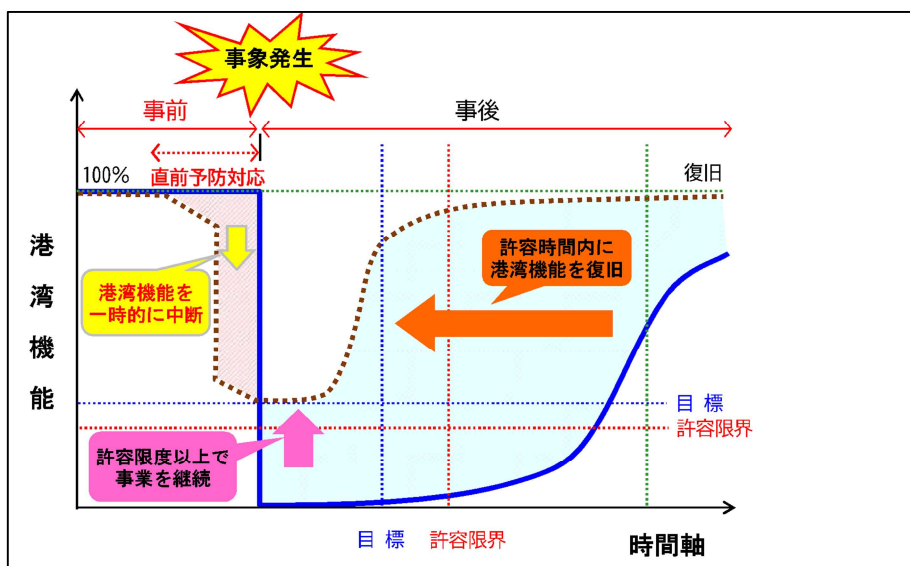 事象発生
事前
事後
直前予防対応
100%
復旧
港湾機能
港湾機能を
一時的に中断
許容時間内に
港湾機能を復旧
目 標
許容限界
許容限度以上で
事業を継続
目 標
許容限界
時間軸